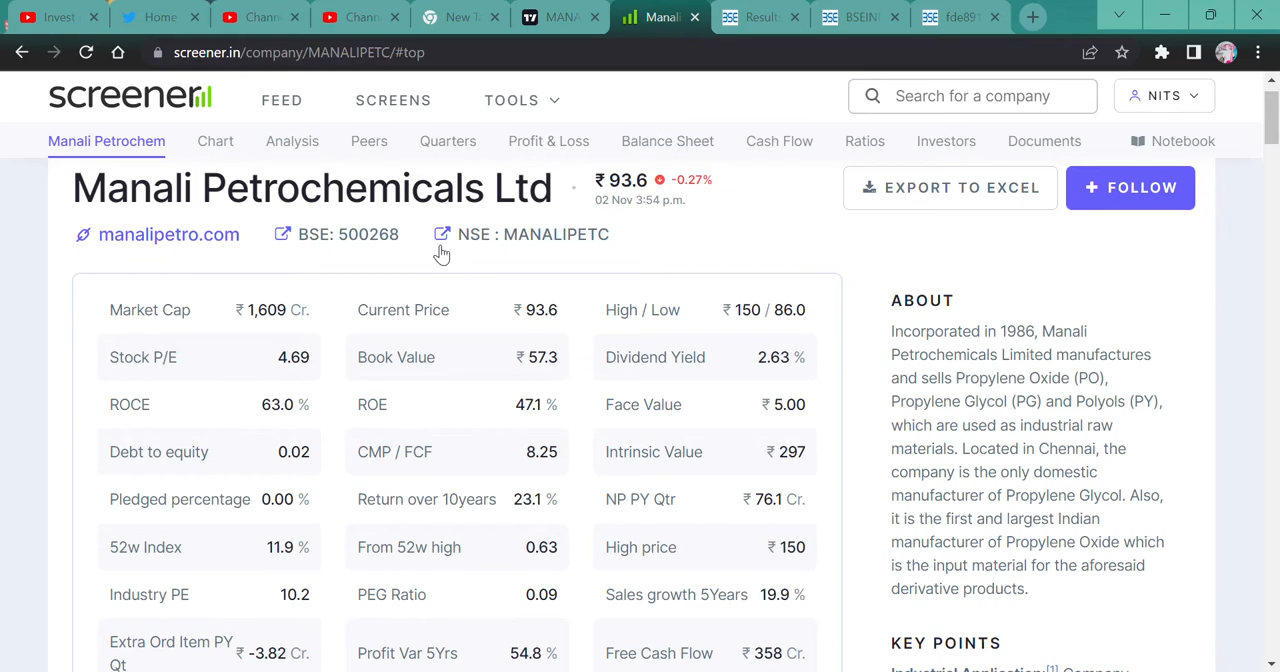 Invest
Home
Chann
Chann
New Ta
MANA
Manali
Result
BSEIN
fde891
screener.in/company/MANALIPETC/#top
screener
FEED
SCREENS
TOOLS
Search for a company
NITS
Manali Petrochem
Chart
Analysis
Peers
Quarters
Profit & Loss
Balance Sheet
Cash Flow
Ratios
Investors
Documents
Notebook
Manali Petrochemicals Ltd
₹ 93.6 -0.27%
02 Nov 3:54 p.m.
EXPORT TO EXCEL
+ FOLLOW
manalipetro.com
BSE: 500268
NSE : MANALIPETC
Market Cap ₹ 1,609 Cr.
Current Price ₹ 93.6
High / Low ₹ 150 / 86.0
Stock P/E 4.69
Book Value ₹ 57.3
Dividend Yield 2.63 %
ROCE 63.0 %
ROE 47.1 %
Face Value ₹ 5.00
Debt to equity 0.02
CMP / FCF 8.25
Intrinsic Value ₹ 297
Pledged percentage 0.00 %
Return over 10years 23.1 %
NP PY Qtr ₹ 76.1 Cr.
52w Index 11.9 %
From 52w high 0.63
High price ₹ 150
Industry PE 10.2
PEG Ratio 0.09
Sales growth 5Years 19.9 %
Extra Ord Item PY
Qt
₹ -3.82 Cr.
Profit Var 5Yrs 54.8 %
Free Cash Flow ₹ 358 Cr.
ABOUT
Incorporated in 1986, Manali
Petrochemicals Limited manufactures
and sells Propylene Oxide (PO),
Propylene Glycol (PG) and Polyols (PY),
which are used as industrial raw
materials. Located in Chennai, the
company is the only domestic
manufacturer of Propylene Glycol. Also,
it is the first and largest Indian
manufacturer of Propylene Oxide which
is the input material for the aforesaid
derivative products.
KEY POINTS
Industrial Application:[1] Company